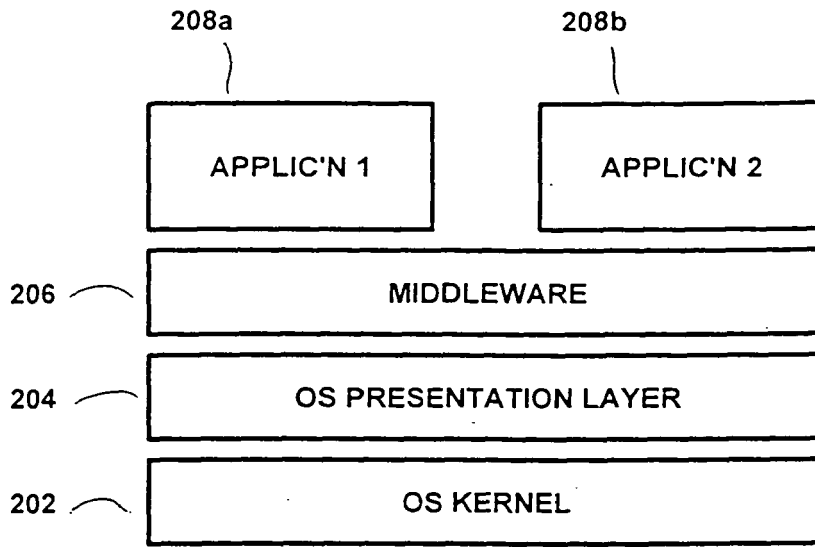 208a 208b
APPLIC'N 1 APPLIC'N 2
206 MIDDLEWARE
204 OS PRESENTATION LAYER
202 OS KERNEL